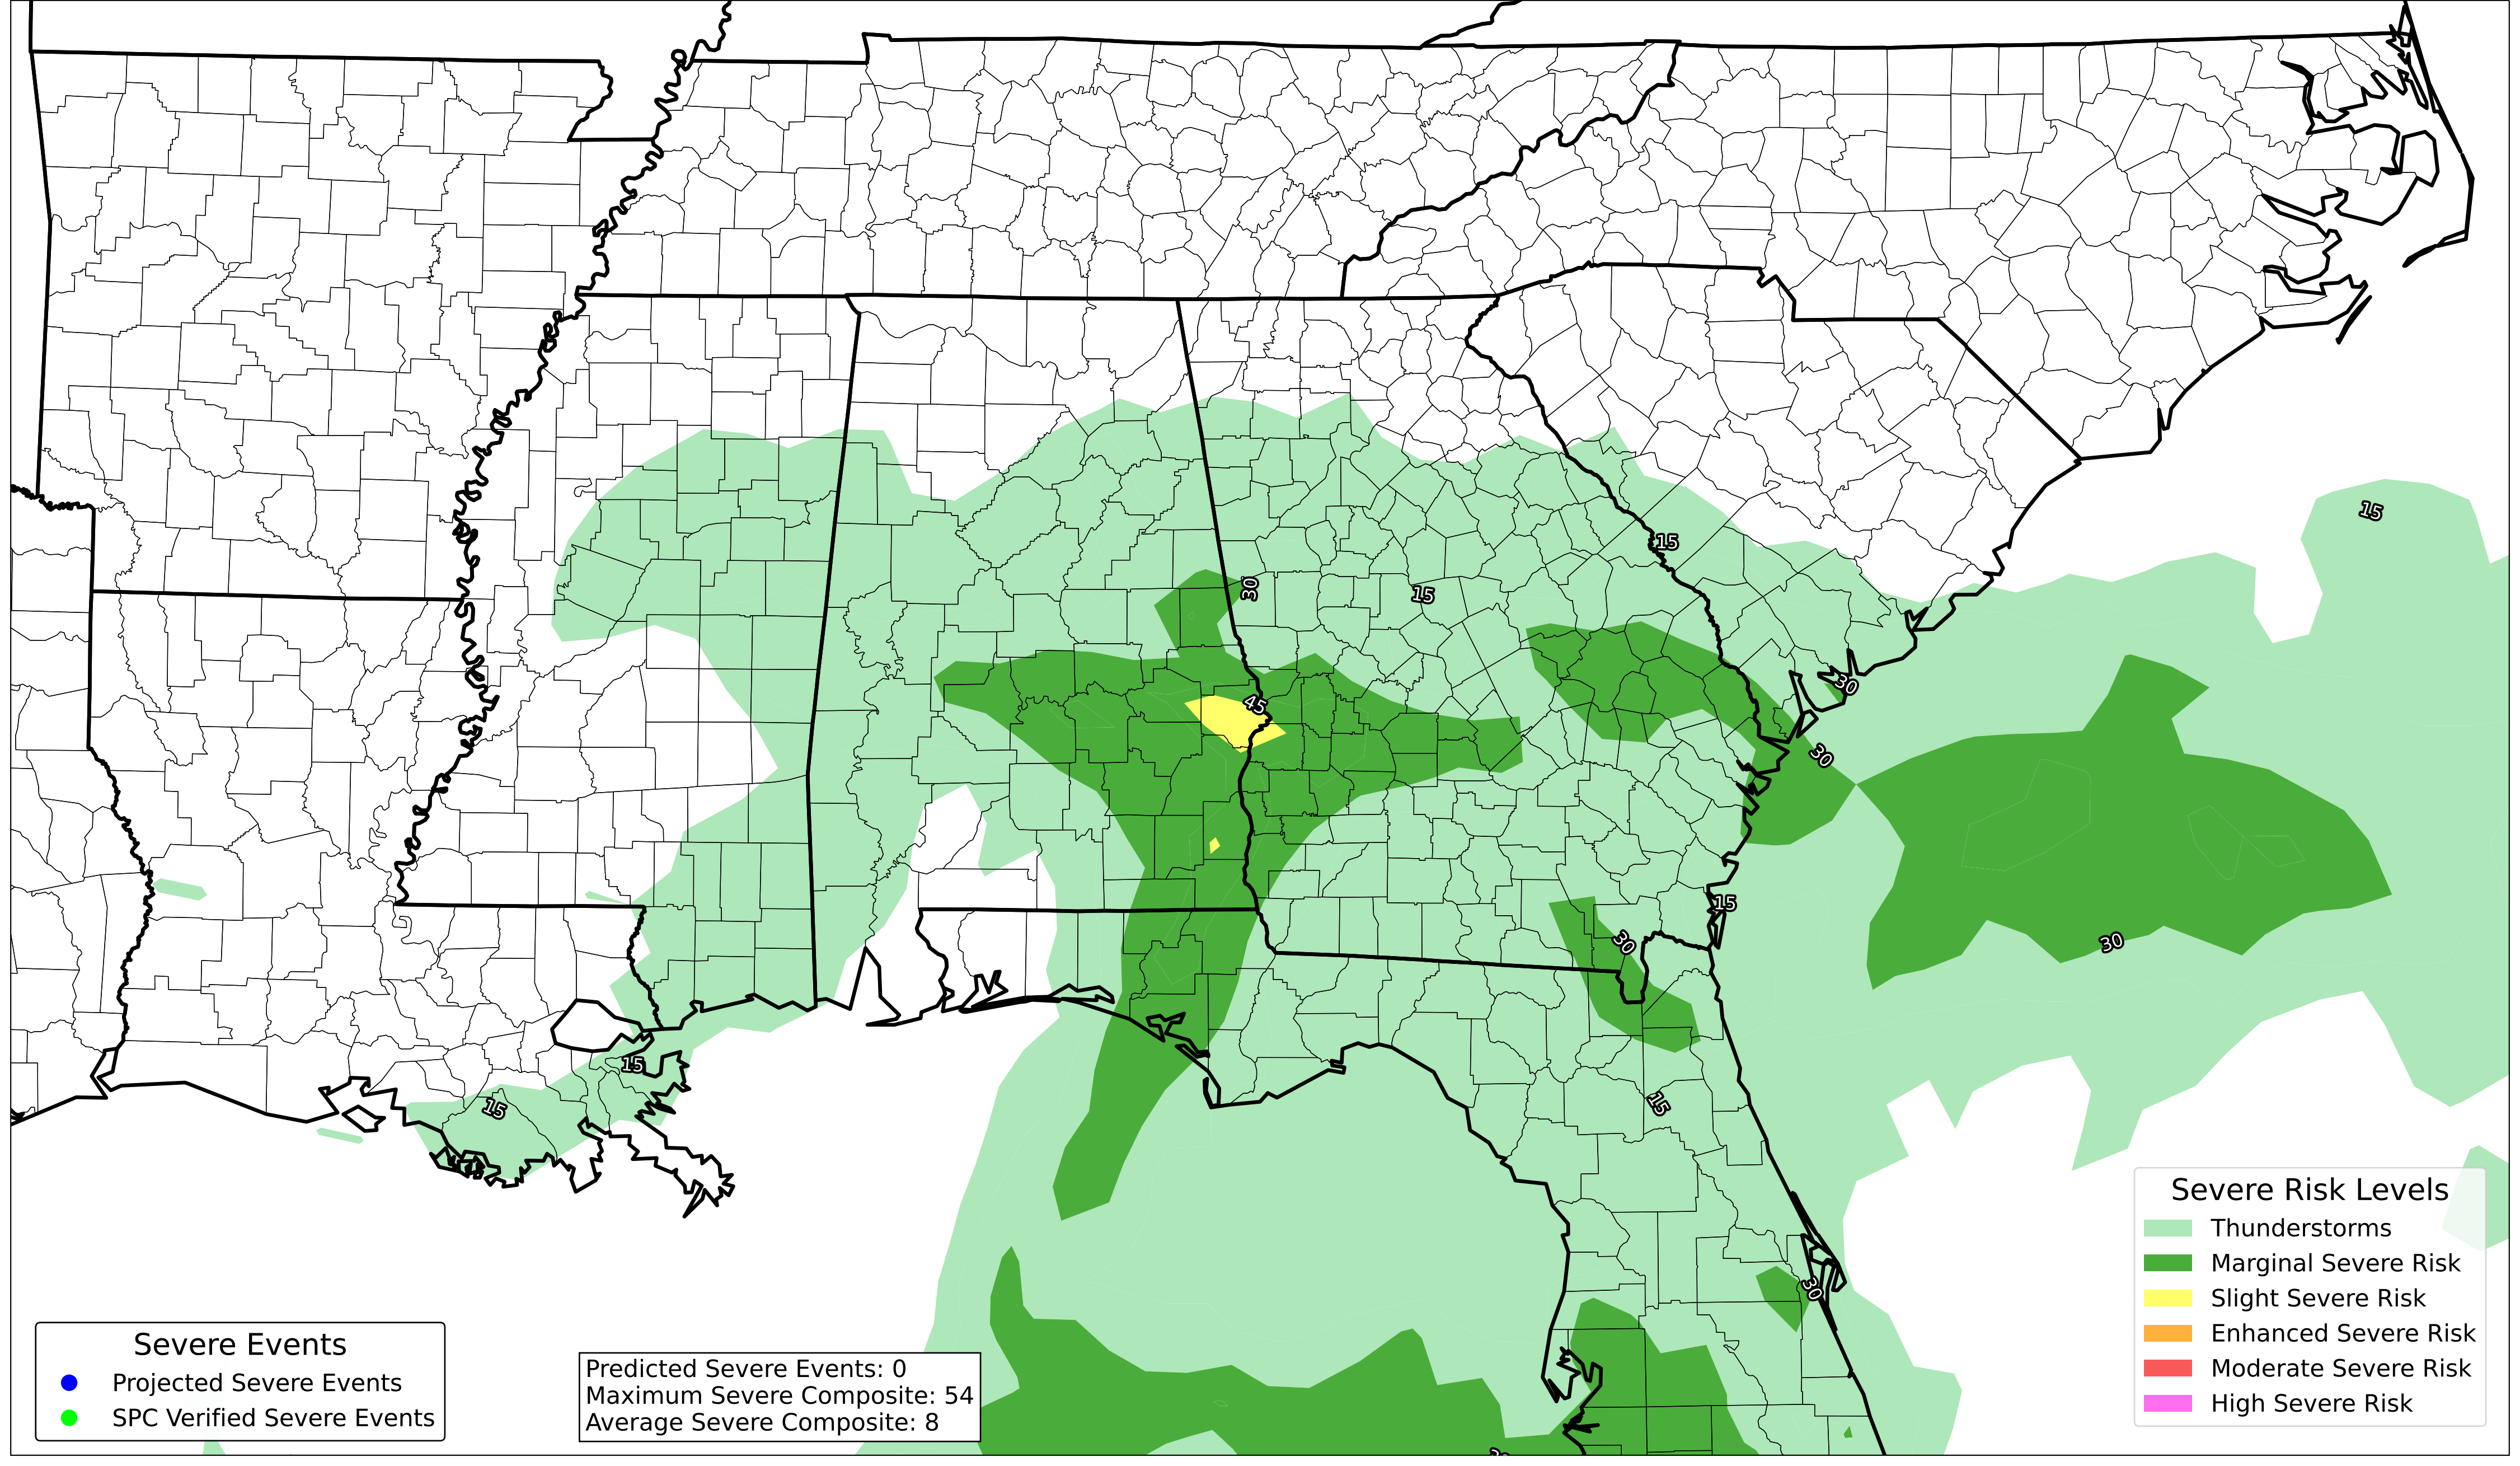 15
15
30
15
30
45
30
15
30
30
15
15
15
30
Severe Risk Levels
Thunderstorms
Marginal Severe Risk
Slight Severe Risk
Enhanced Severe Risk
Moderate Severe Risk
High Severe Risk
Severe Events
Projected Severe Events
SPC Verified Severe Events
Predicted Severe Events: 0
Maximum Severe Composite: 54
Average Severe Composite: 8